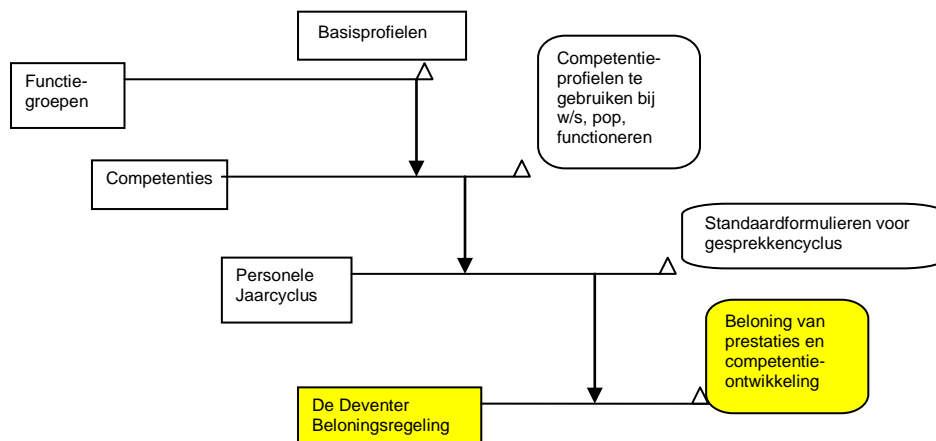 Basisprofielen
Functie-
groepen
Competentie-
profielen te
gebruiken bij
w/s, pop,
functioneren
Competenties
Standaardformulieren voor
gesprekkencyclus
Personele
Jaarcyclus
Beloning van
prestaties en
competentie-
ontwikkeling
De Deventer
Beloningsregeling